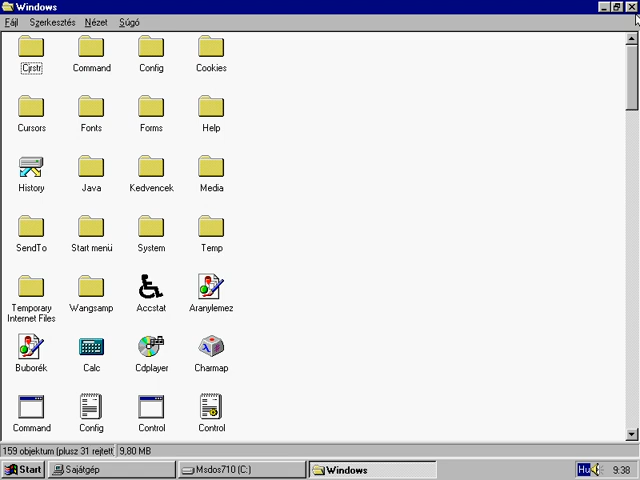 Windows
Fájl Szerkesztés Nézet Súgó
Cjrstr Command Config Cookies
Cursors Fonts Forms Help
History Java Kedvencek Media
SendTo Start menü System Temp
Temporary Internet Files Wangsamp Accstat Aranylemez
Buborék Calc Cdplayer Charmap
Command Config Control Control
159 objektum (plusz 31 rejtett 9,80 MB
Start Sajátgép Msdos710 (C:) Windows Hu 9:38